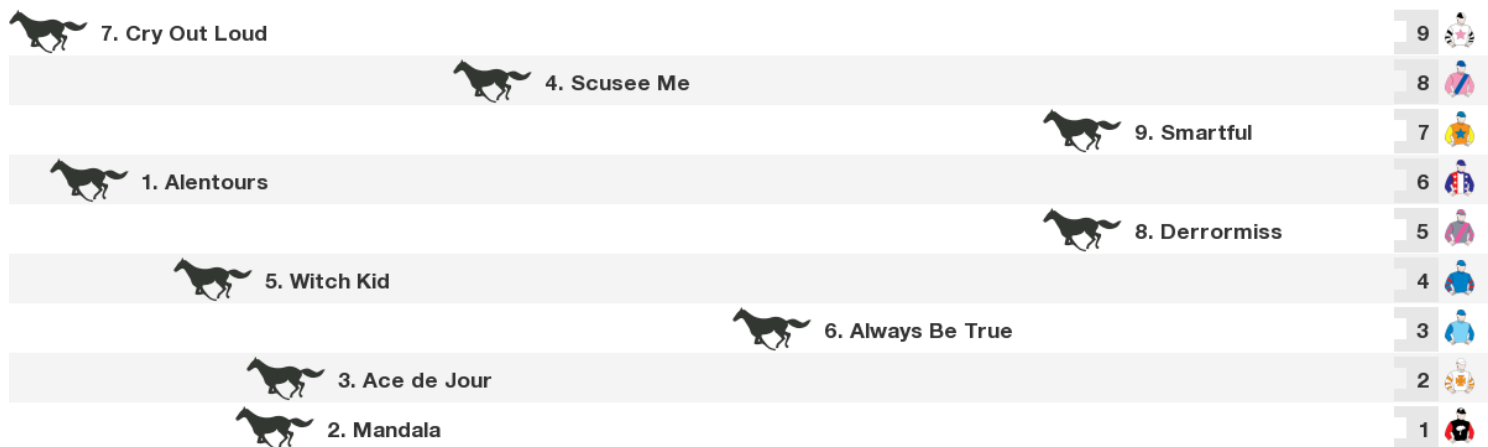 7. Cry Out Loud 9
4. Scusee Me 8
9. Smartful 7
1. Alentours 6
8. Derrormiss 5
5. Witch Kid 4
6. Always Be True 3
3. Ace de Jour 2
2. Mandala 1